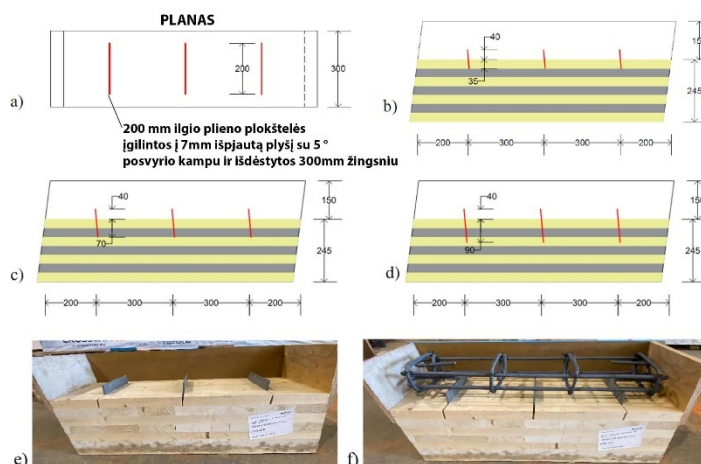 PLANAS
200
300
a)
200 mm ilgio plieno plokštelės
įgilintos į 7mm išpjautą plyšį su 5 °
posvyrio kampu ir išdėstytos 300mm žingsniu
40
150
35
245
b)
200 300 300 200
40
150
70
245
c)
200 300 300 200
40
150
90
245
d)
200 300 300 200
e)
f)